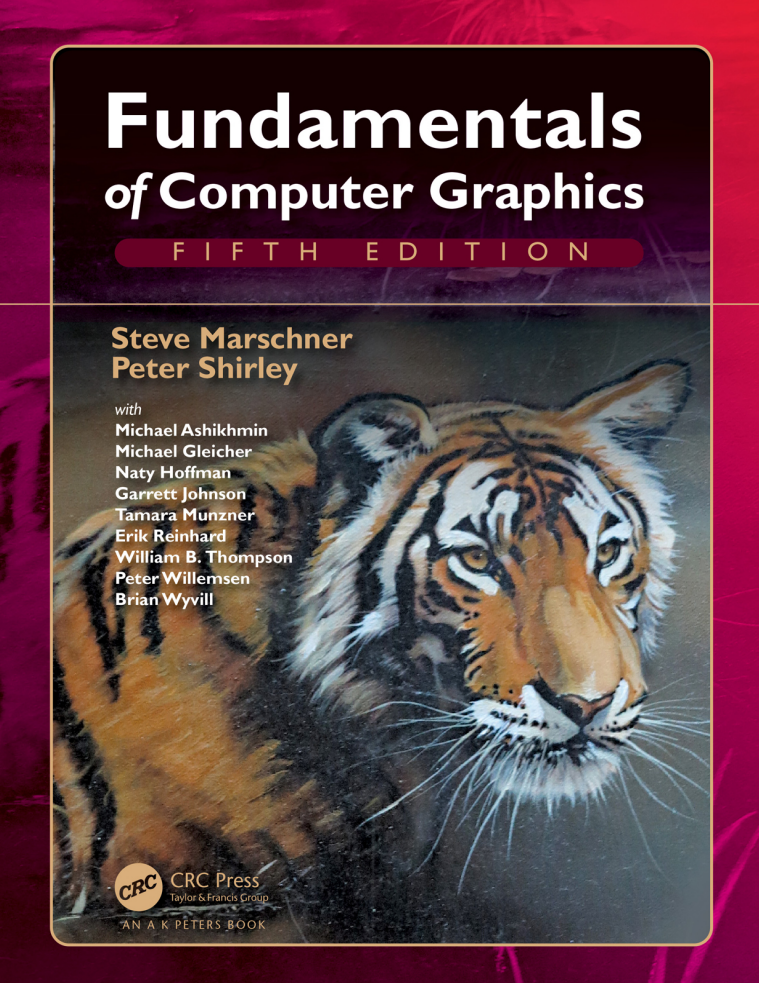 Fundamentals
of Computer Graphics
FIFTH EDITION
Steve Marschner
Peter Shirley
with
Michael Ashikhmin
Michael Gleicher
Naty Hoffman
Garrett Johnson
Tamara Munzner
Erik Reinhard
William B. Thompson
Peter Willemsen
Brian Wyvill
CRC
CRC Press
Taylor & Francis Group
AN A K PETERS BOOK